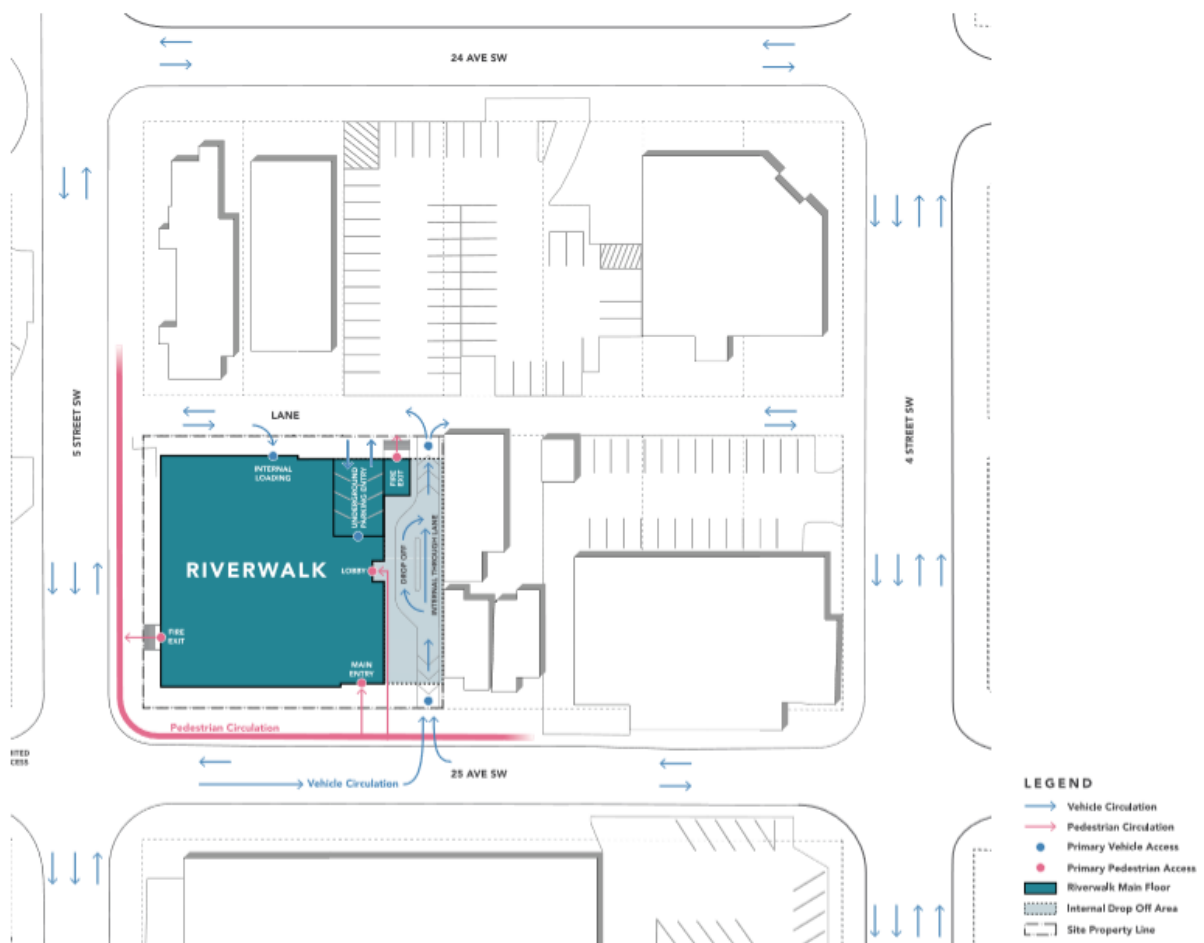 24 AVE SW
5 STREET SW
4 STREET SW
LANE
INTERNAL
LOADING
UNDERGROUND
PARKING ENTRY
FIRE
EXIT
RIVERWALK
LOBBY
DROP OFF
INTERNAL THROUGH LANE
FIRE
EXIT
MAIN
ENTRY
Pedestrian Circulation
Vehicle Circulation
25 AVE SW
LEGEND
Vehicle Circulation
Pedestrian Circulation
Primary Vehicle Access
Primary Pedestrian Access
Riverwalk Main Floor
Internal Drop Off Area
Site Property Line